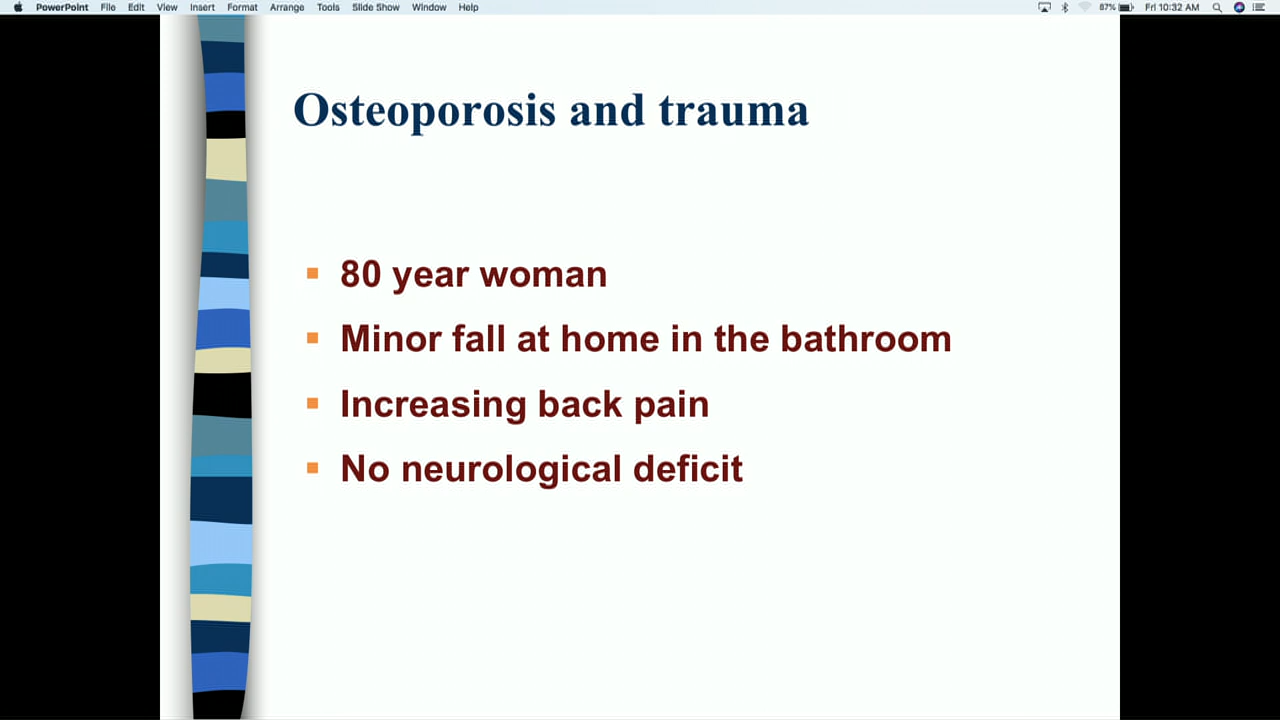 PowerPoint File Edit View Insert Format Arrange Tools Slide Show Window Help 87% Fri 10:32 AM
Osteoporosis and trauma
80 year woman
Minor fall at home in the bathroom
Increasing back pain
No neurological deficit